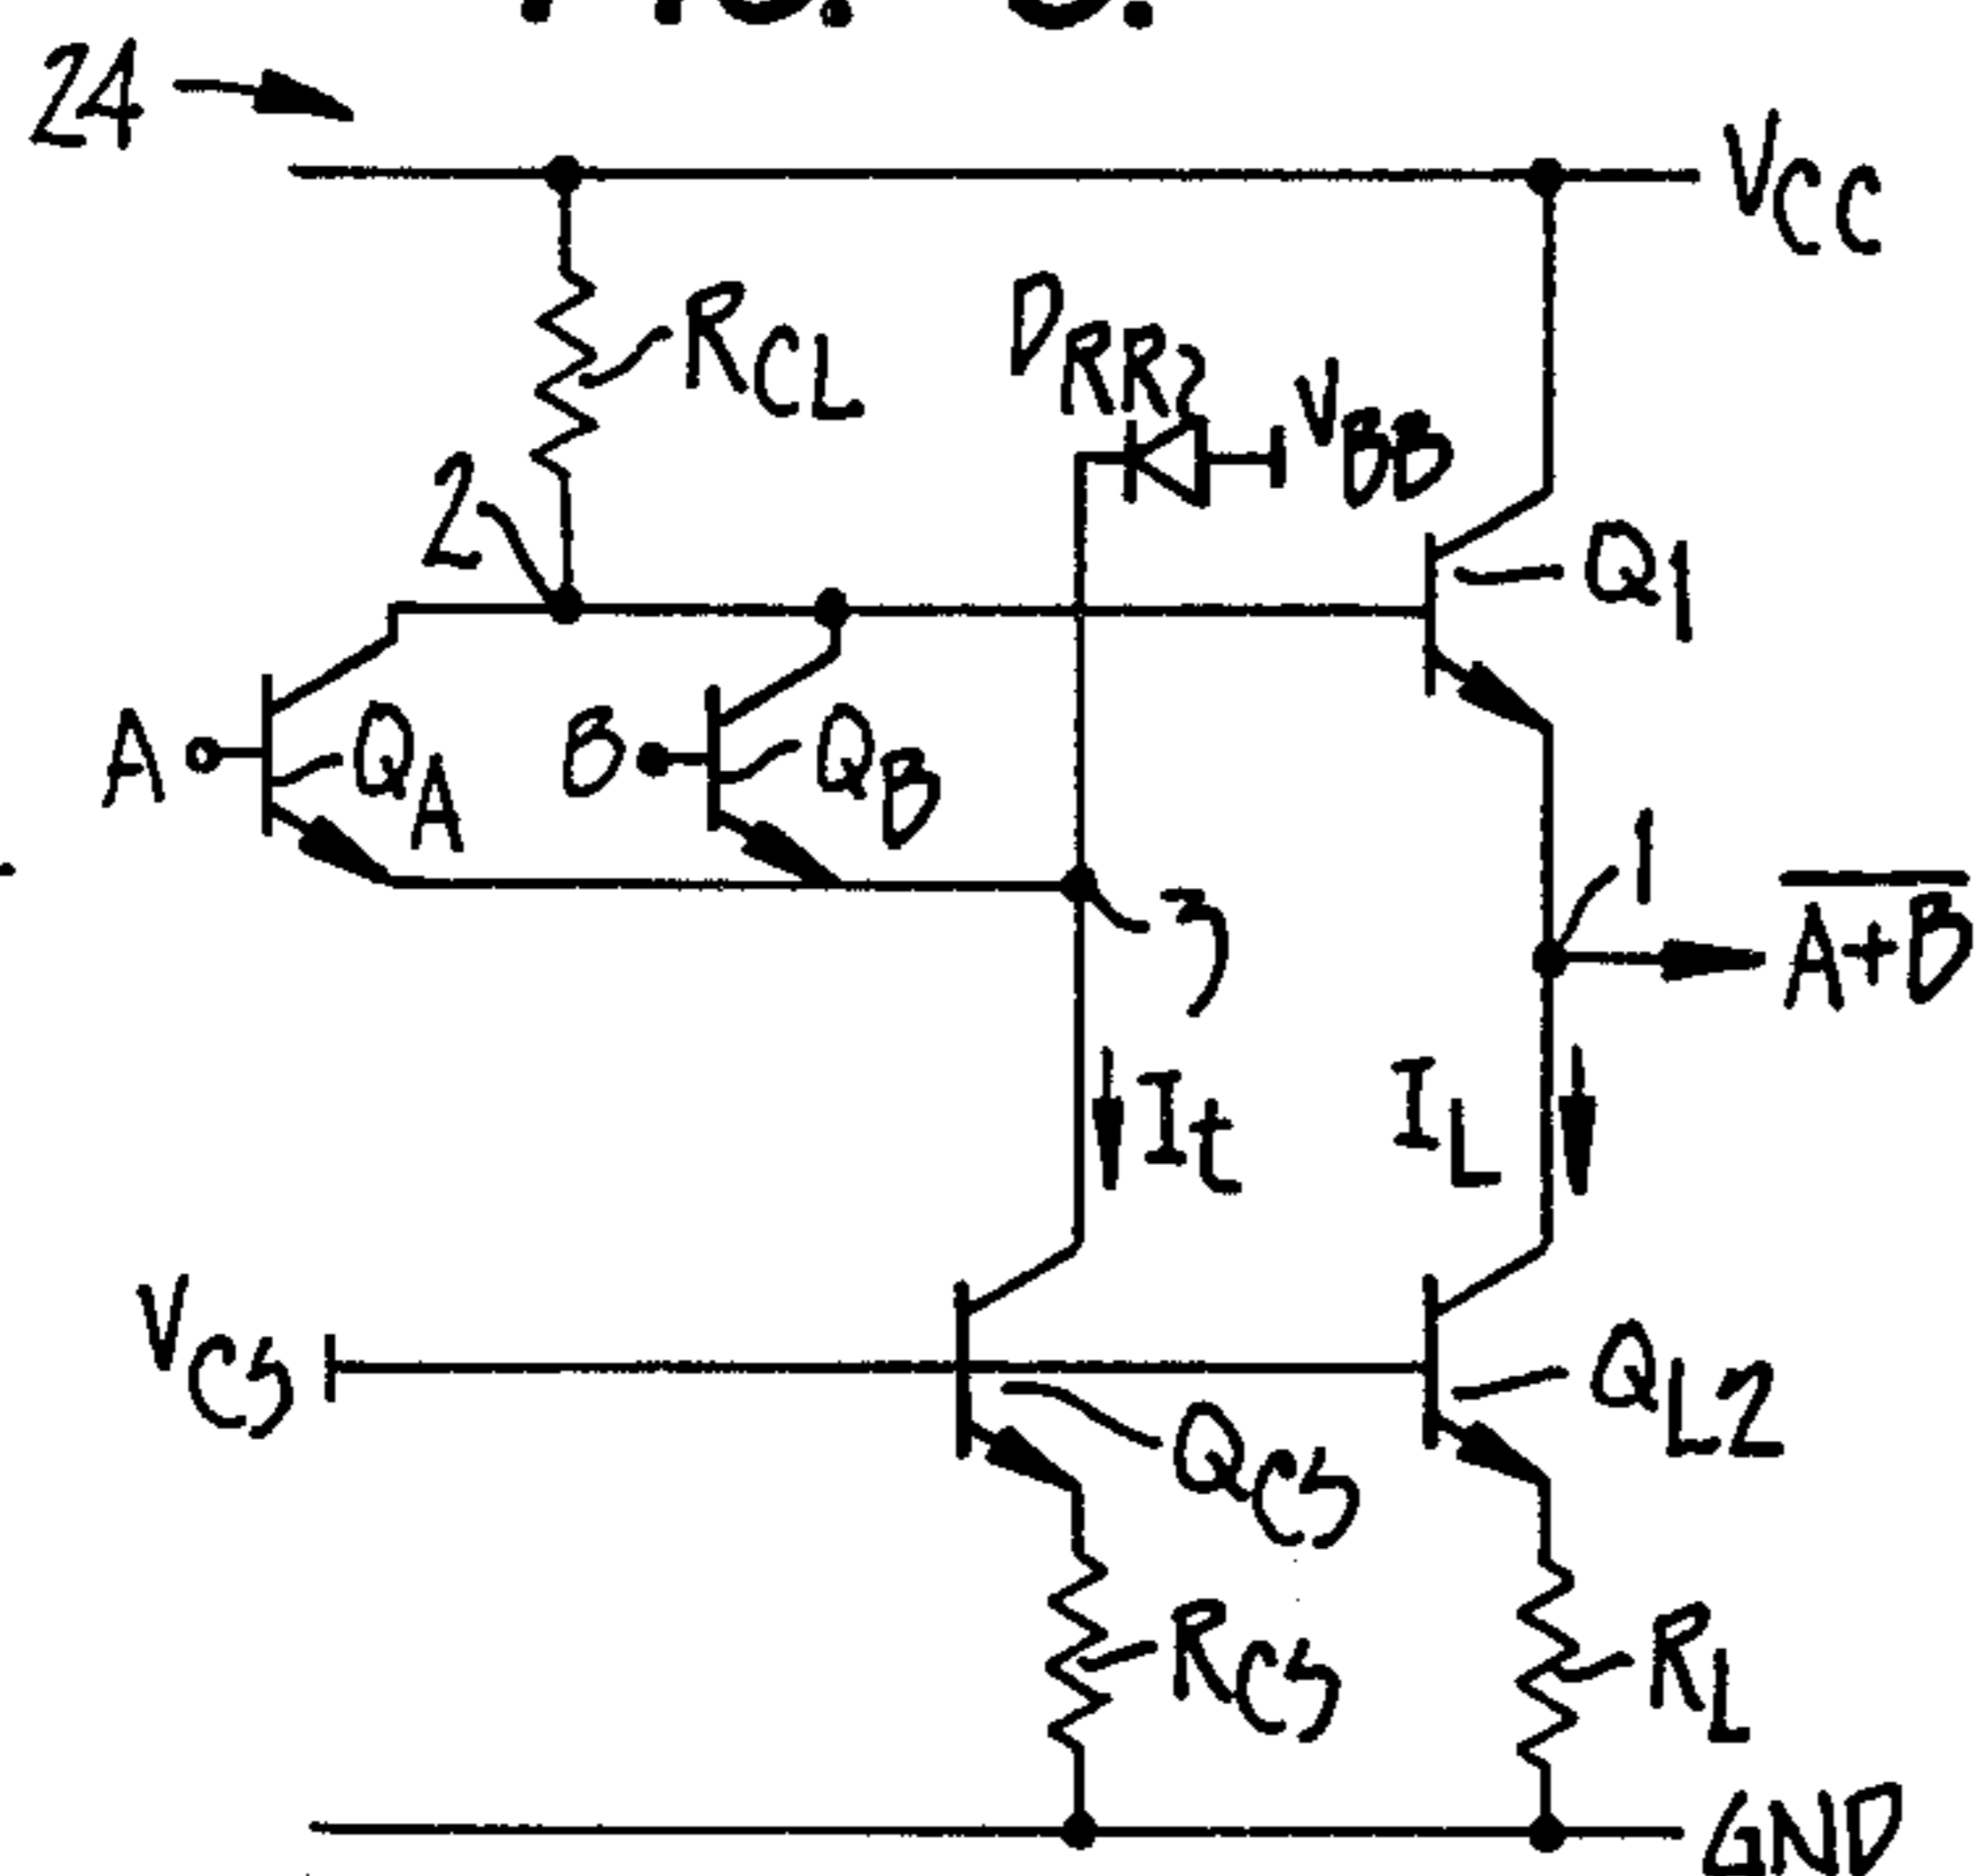 24
VCC
RCL
DRR2
VBB
2
Q1
A
QA
B
QB
3
1
A+B
It
IL
VCS
QCS
QL2
RCS
RL
GND